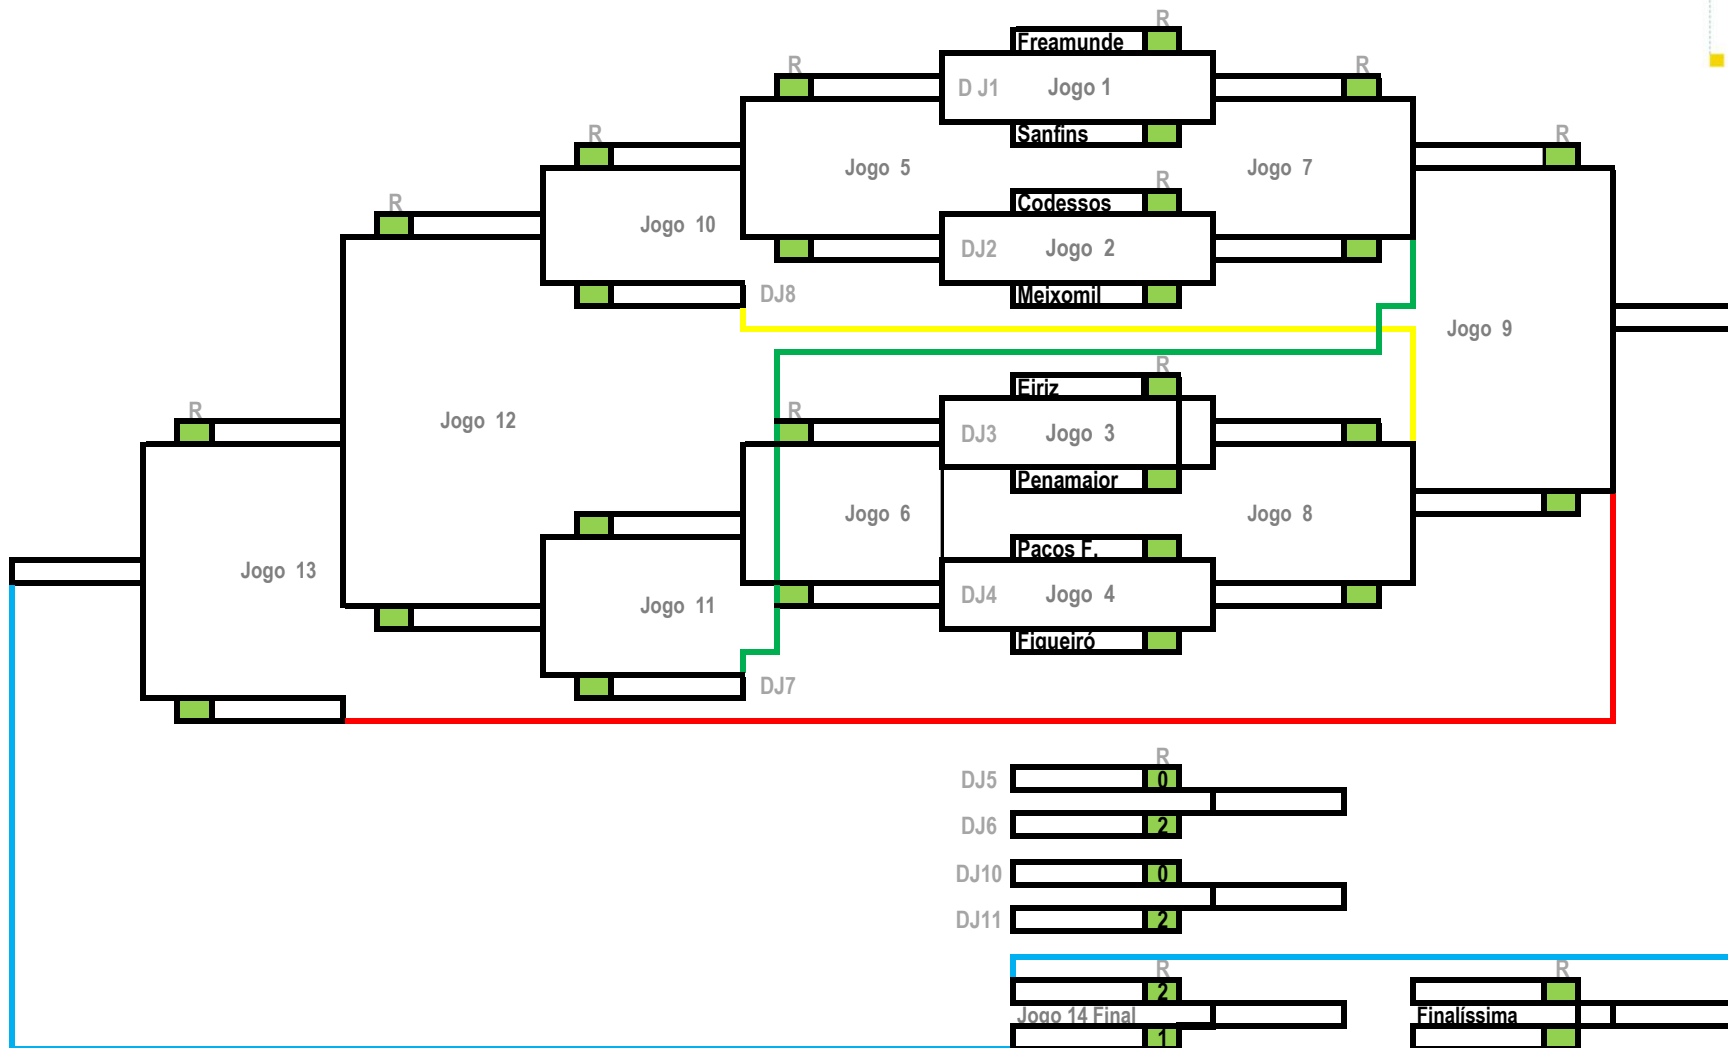 R
Freamunde
R
R
D J1 Jogo 1
R
Sanfins
R
Jogo 5
Jogo 7
R
R
Codessos
Jogo 10
DJ2 Jogo 2
DJ8
Meixomil
Jogo 9
R
Eiriz
R
R
Jogo 12
DJ3 Jogo 3
Penamaior
Jogo 6
Jogo 8
Paços F.
Jogo 13
DJ4 Jogo 4
Jogo 11
Figueiró
DJ7
R
DJ5 0
DJ6 2
DJ10 0
DJ11 2
R
R
2
Jogo 14 Final
Finalíssima
1